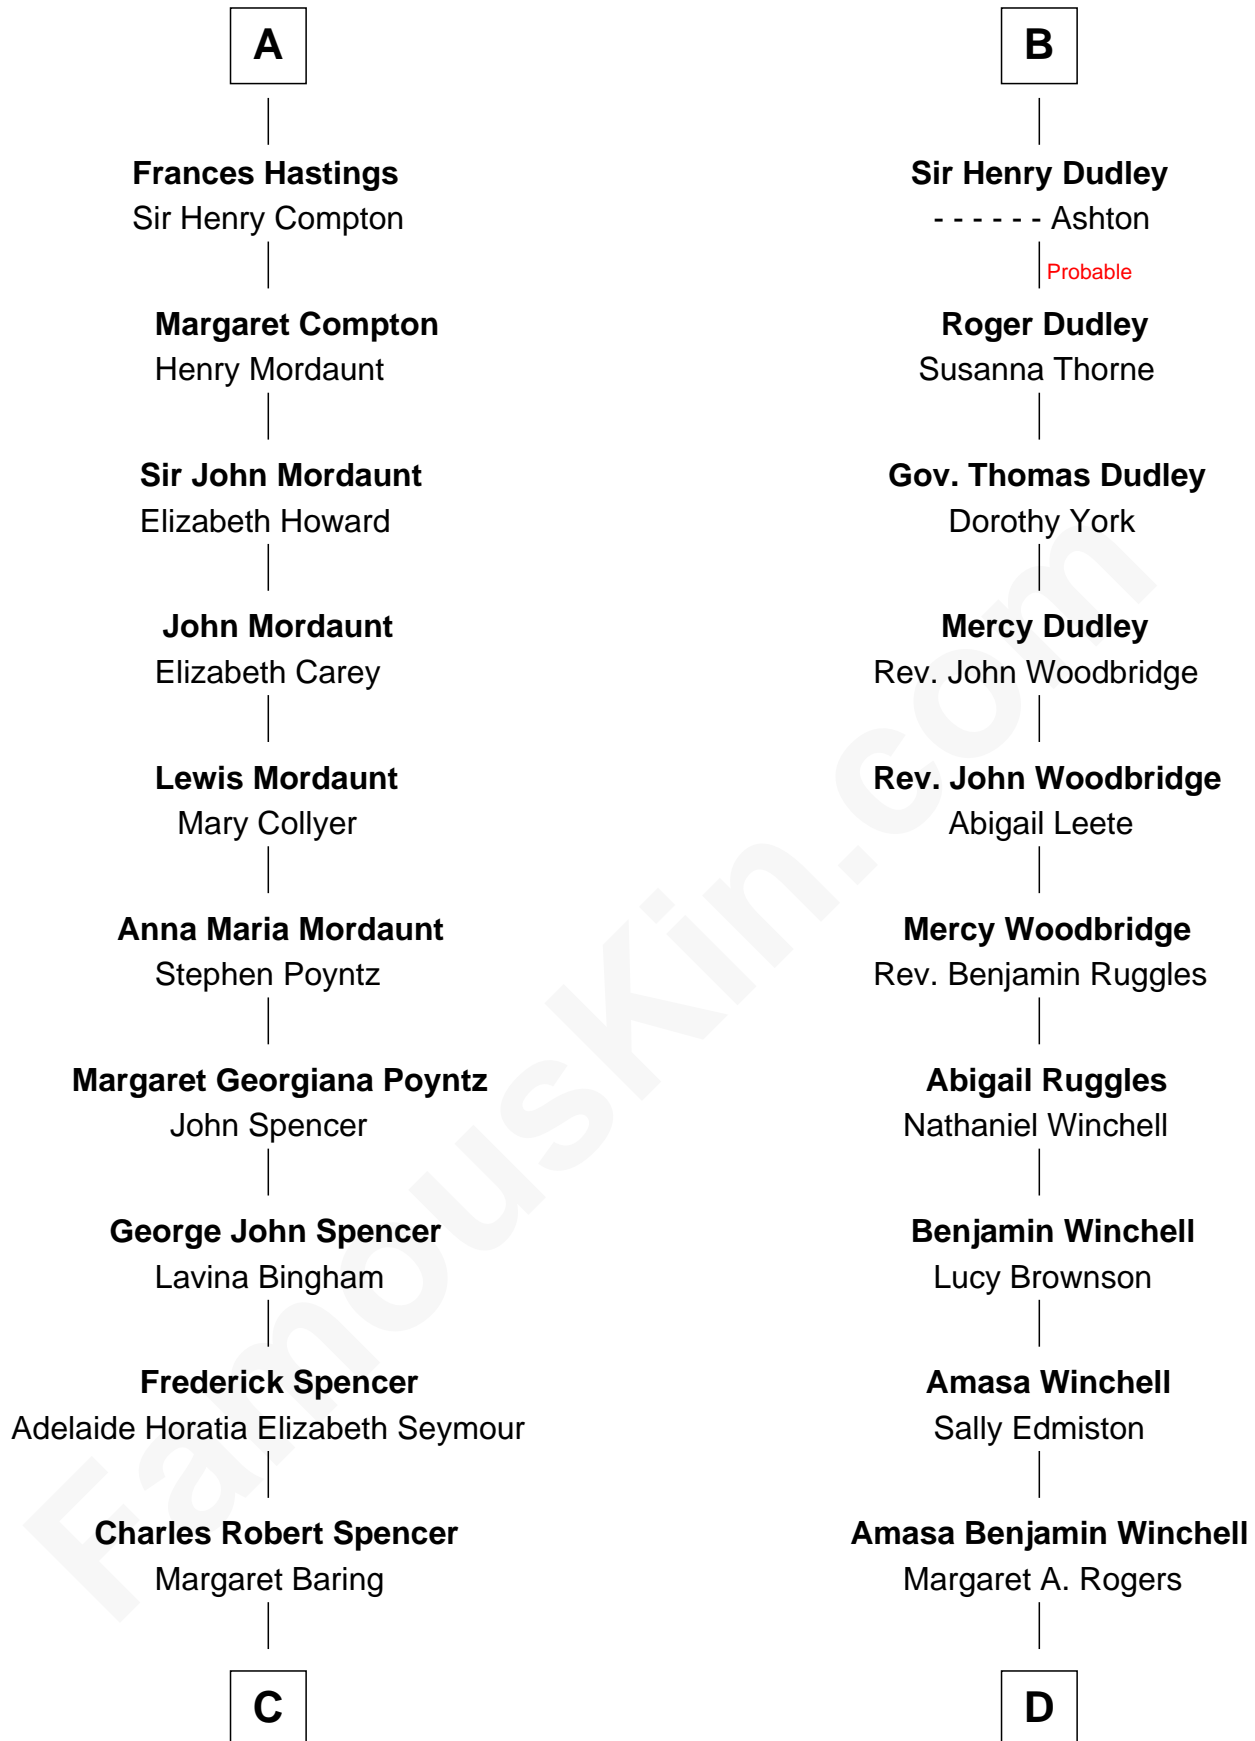 A
Frances Hastings
Sir Henry Compton
Margaret Compton
Henry Mordaunt
Sir John Mordaunt
Elizabeth Howard
John Mordaunt
Elizabeth Carey
Lewis Mordaunt
Mary Collyer
Anna Maria Mordaunt
Stephen Poyntz
Margaret Georgiana Poyntz
John Spencer
George John Spencer
Lavina Bingham
Frederick Spencer
Adelaide Horatia Elizabeth Seymour
Charles Robert Spencer
Margaret Baring
C
B
Sir Henry Dudley
- - - - - - Ashton
Probable
Roger Dudley
Susanna Thorne
Gov. Thomas Dudley
Dorothy York
Mercy Dudley
Rev. John Woodbridge
Rev. John Woodbridge
Abigail Leete
Mercy Woodbridge
Rev. Benjamin Ruggles
Abigail Ruggles
Nathaniel Winchell
Benjamin Winchell
Lucy Brownson
Amasa Winchell
Sally Edmiston
Amasa Benjamin Winchell
Margaret A. Rogers
D
FamousKin.com